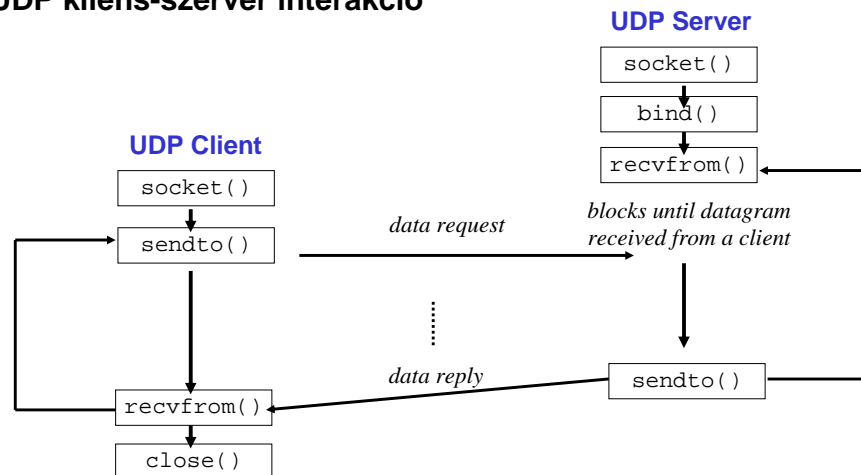 UDP kliens-szerver interakció
UDP Server
socket()
bind()
recvfrom()
blocks until datagram
received from a client
sendto()
UDP Client
socket()
sendto()
data request
data reply
recvfrom()
close()